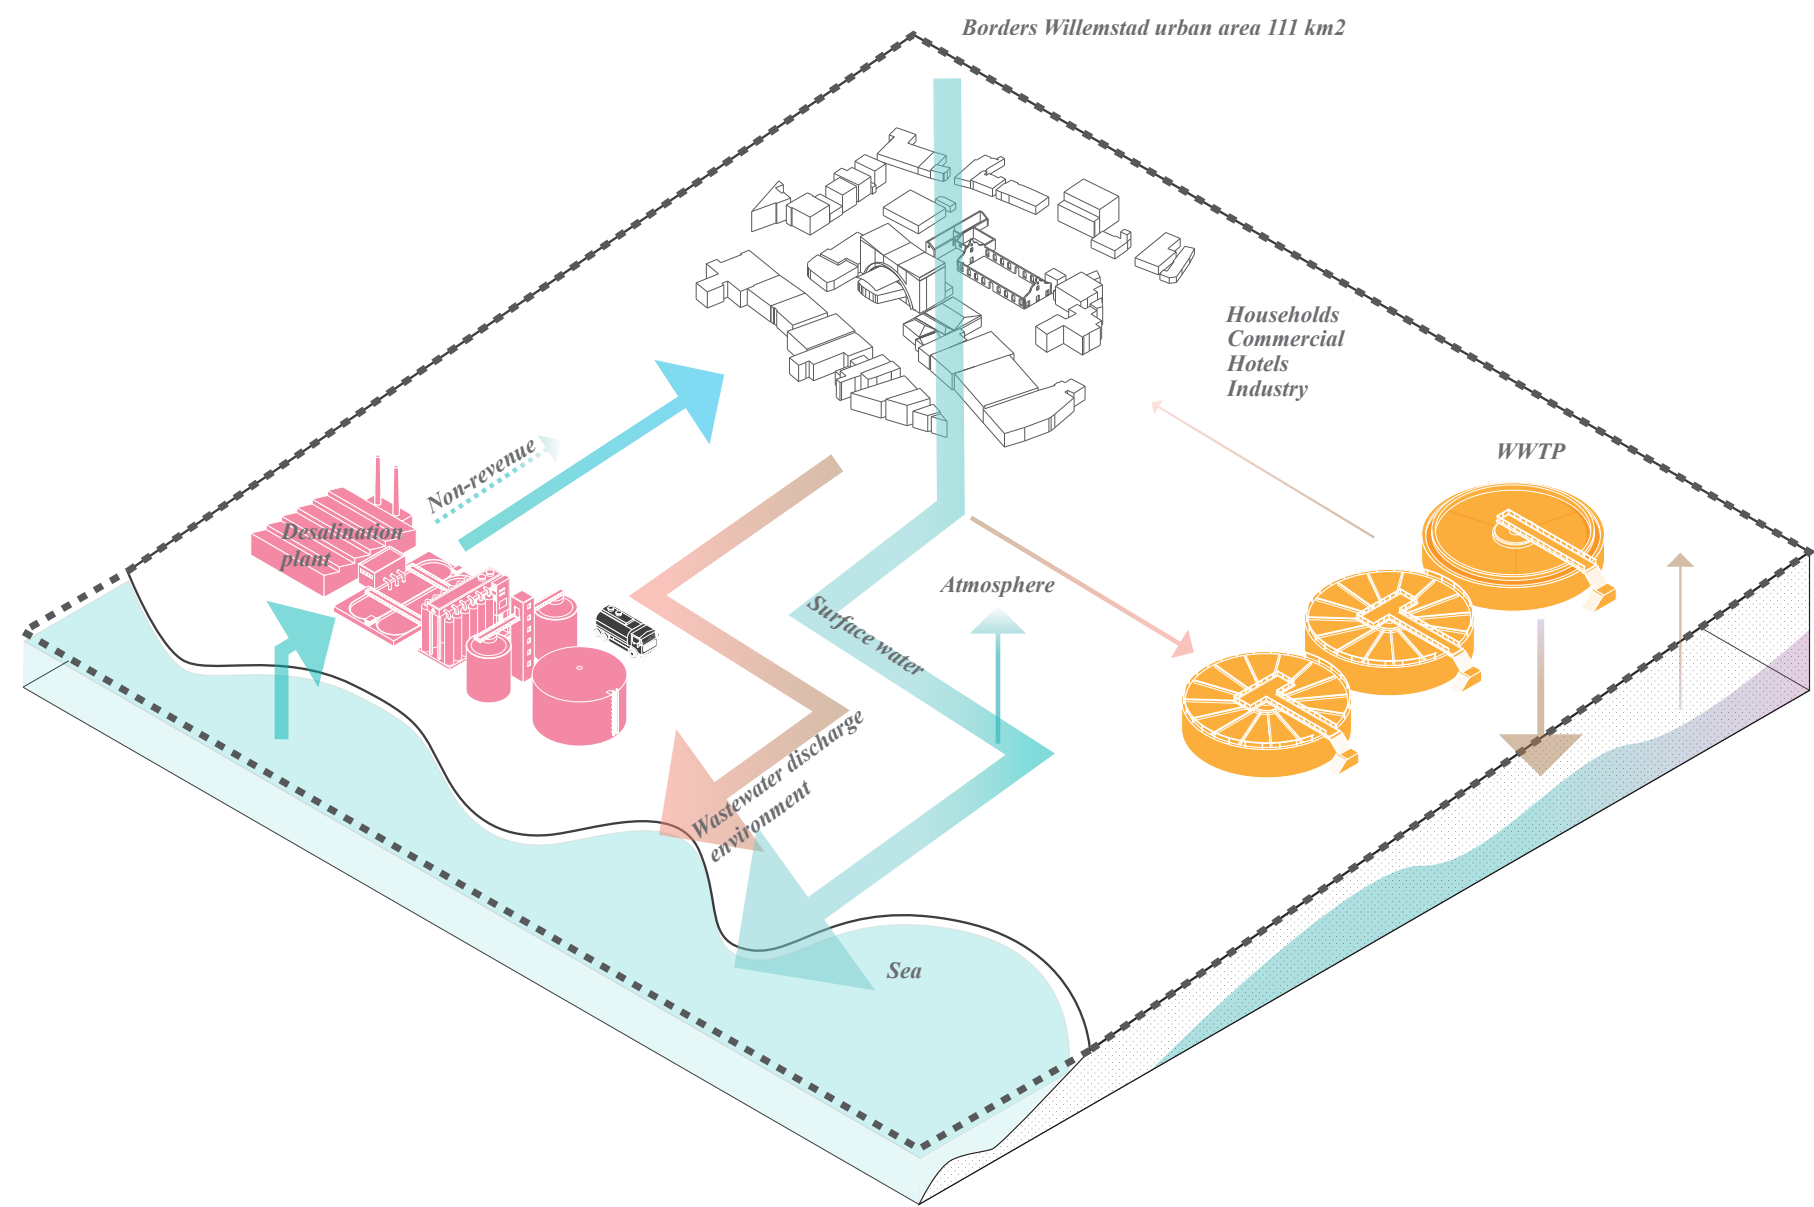 Borders Willemstad urban area 111 km2
Households
Commercial
Hotels
Industry
Non-revenue
WWTP
Desalination
plant
Atmosphere
Surface water
Wastewater discharge
environment
Sea